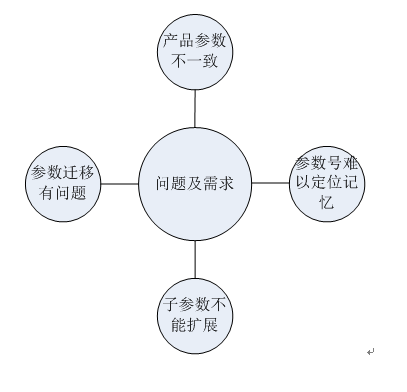 产品参数
不一致
参数迁移
有问题
问题及需求
参数号难
以定位记
忆
子参数不
能扩展